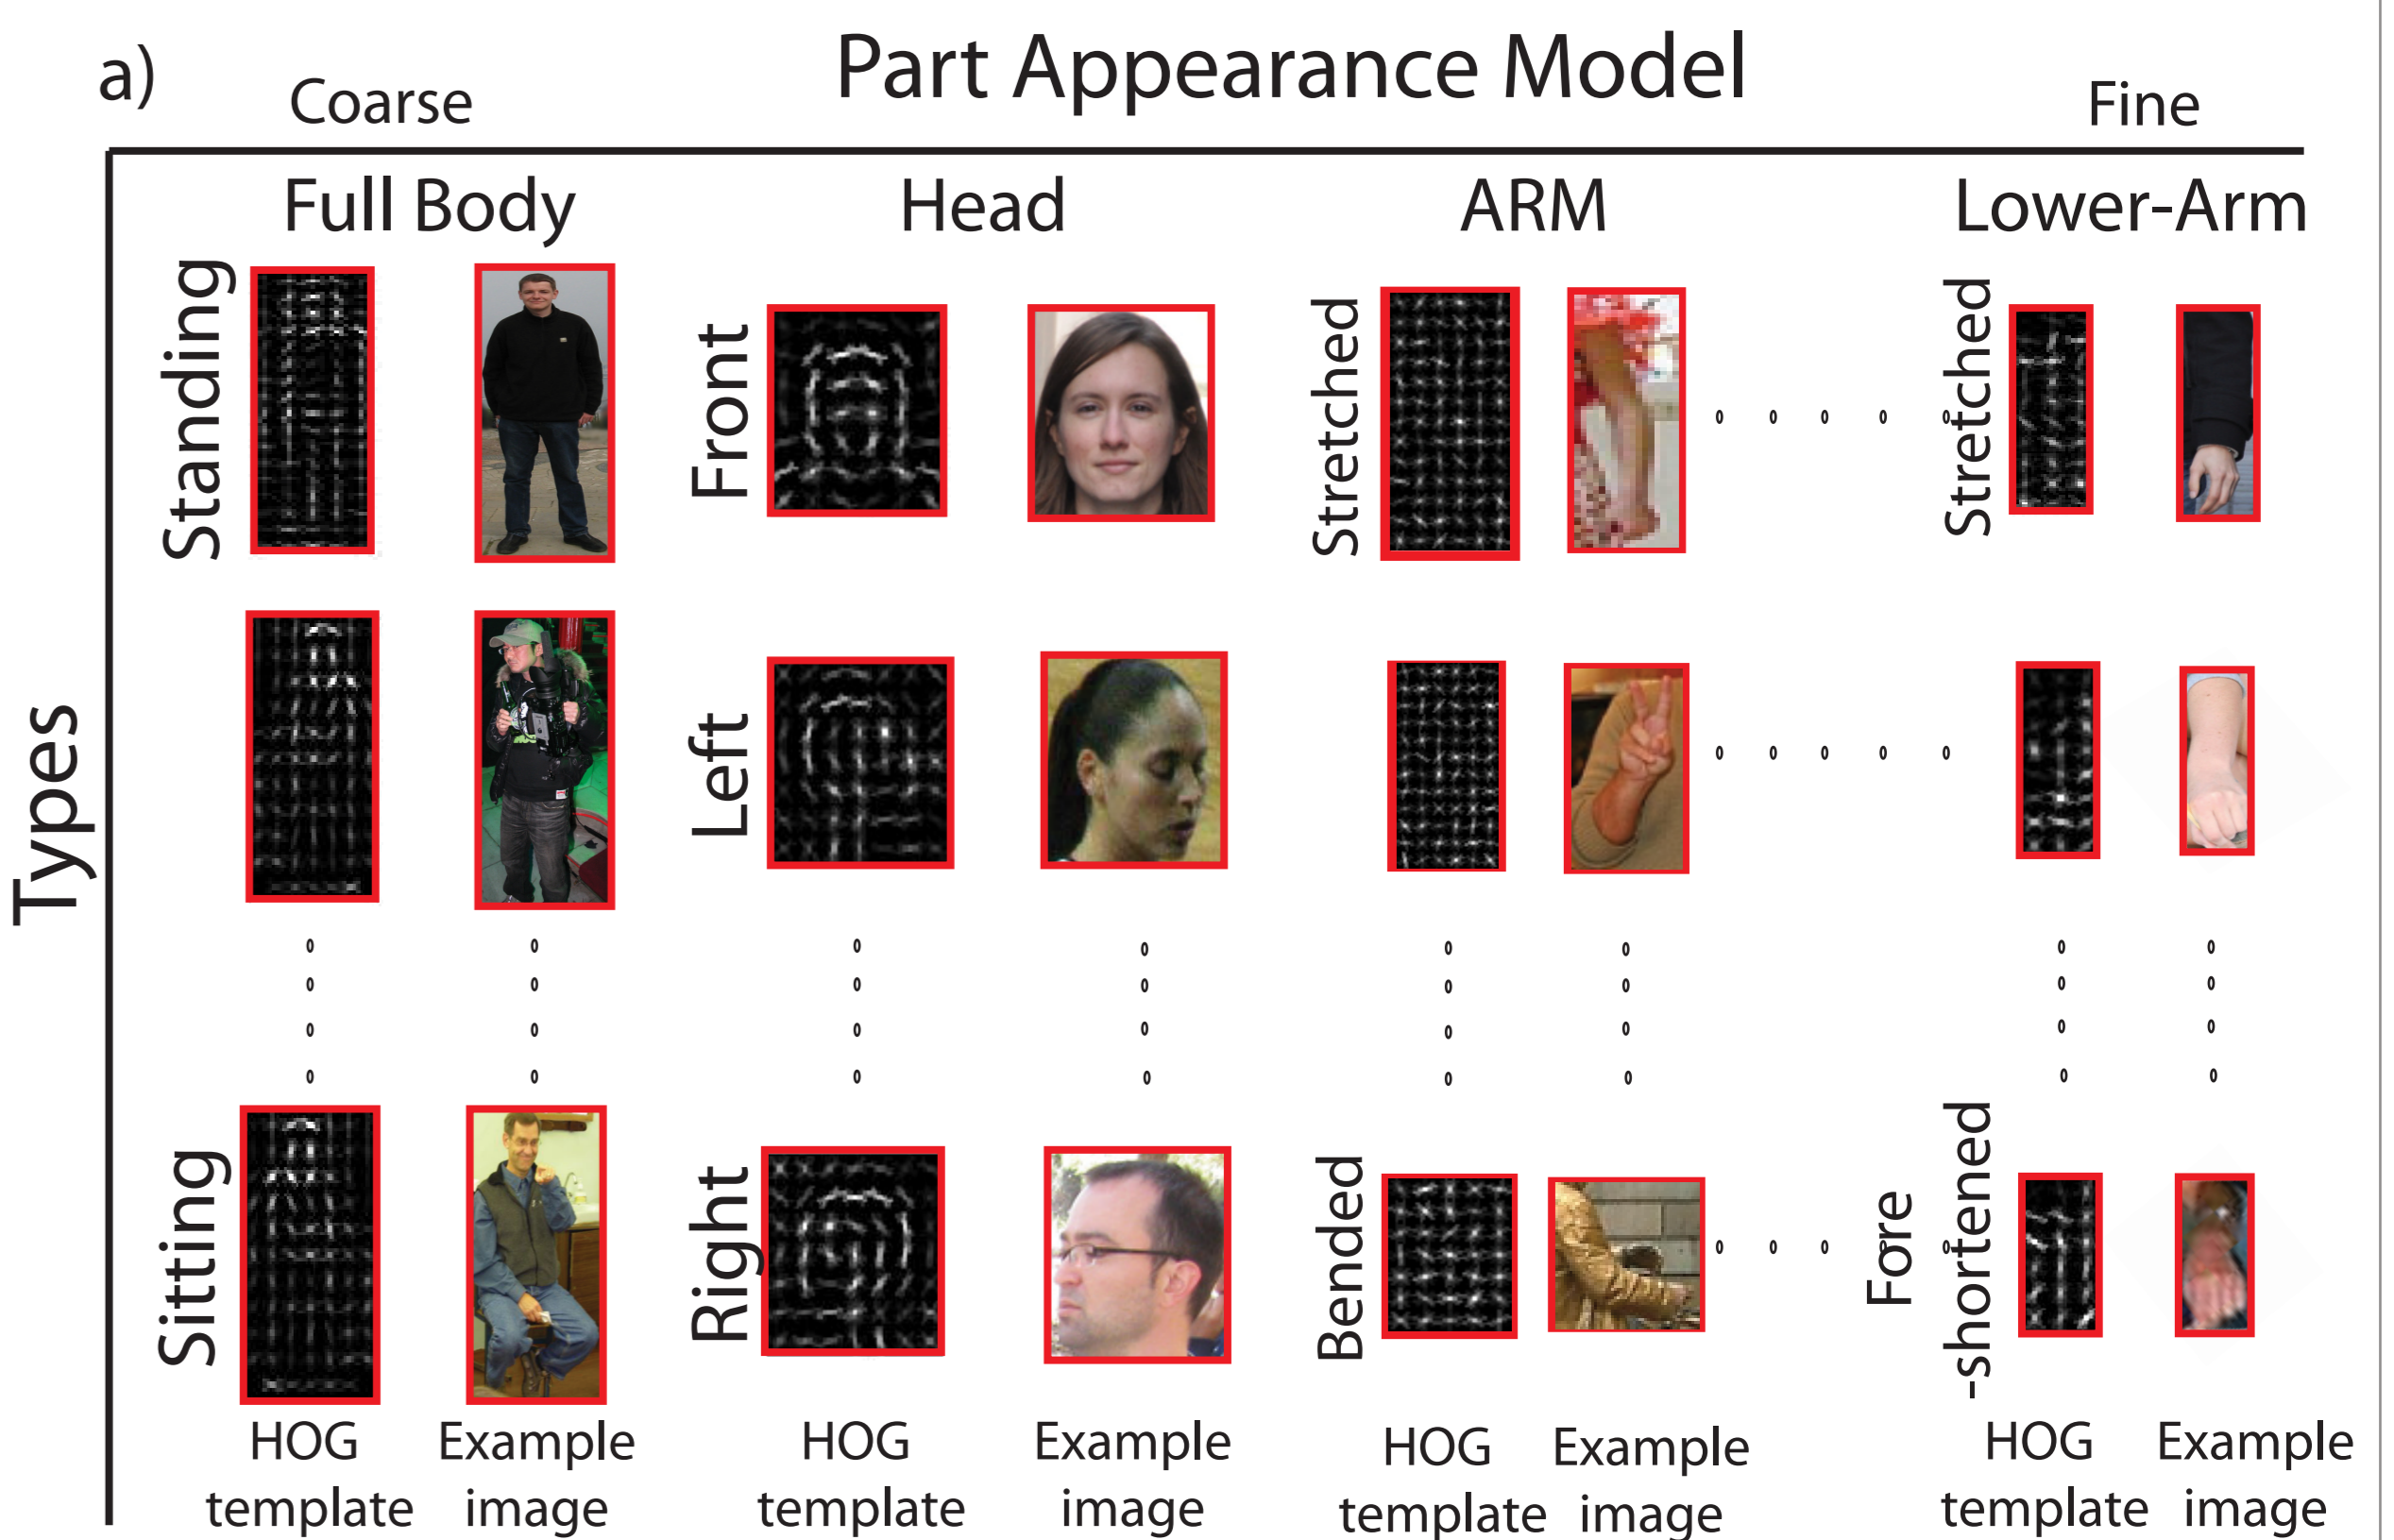 a)
Part Appearance Model
Coarse
Fine
Full Body
Head
ARM
Lower-Arm
Types
Standing
Front
Stretched
Stretched
Left
Sitting
Right
Bended
Fore
-shortened
HOG
template
Example
image
HOG
template
Example
image
HOG
template
Example
image
HOG
template
Example
image